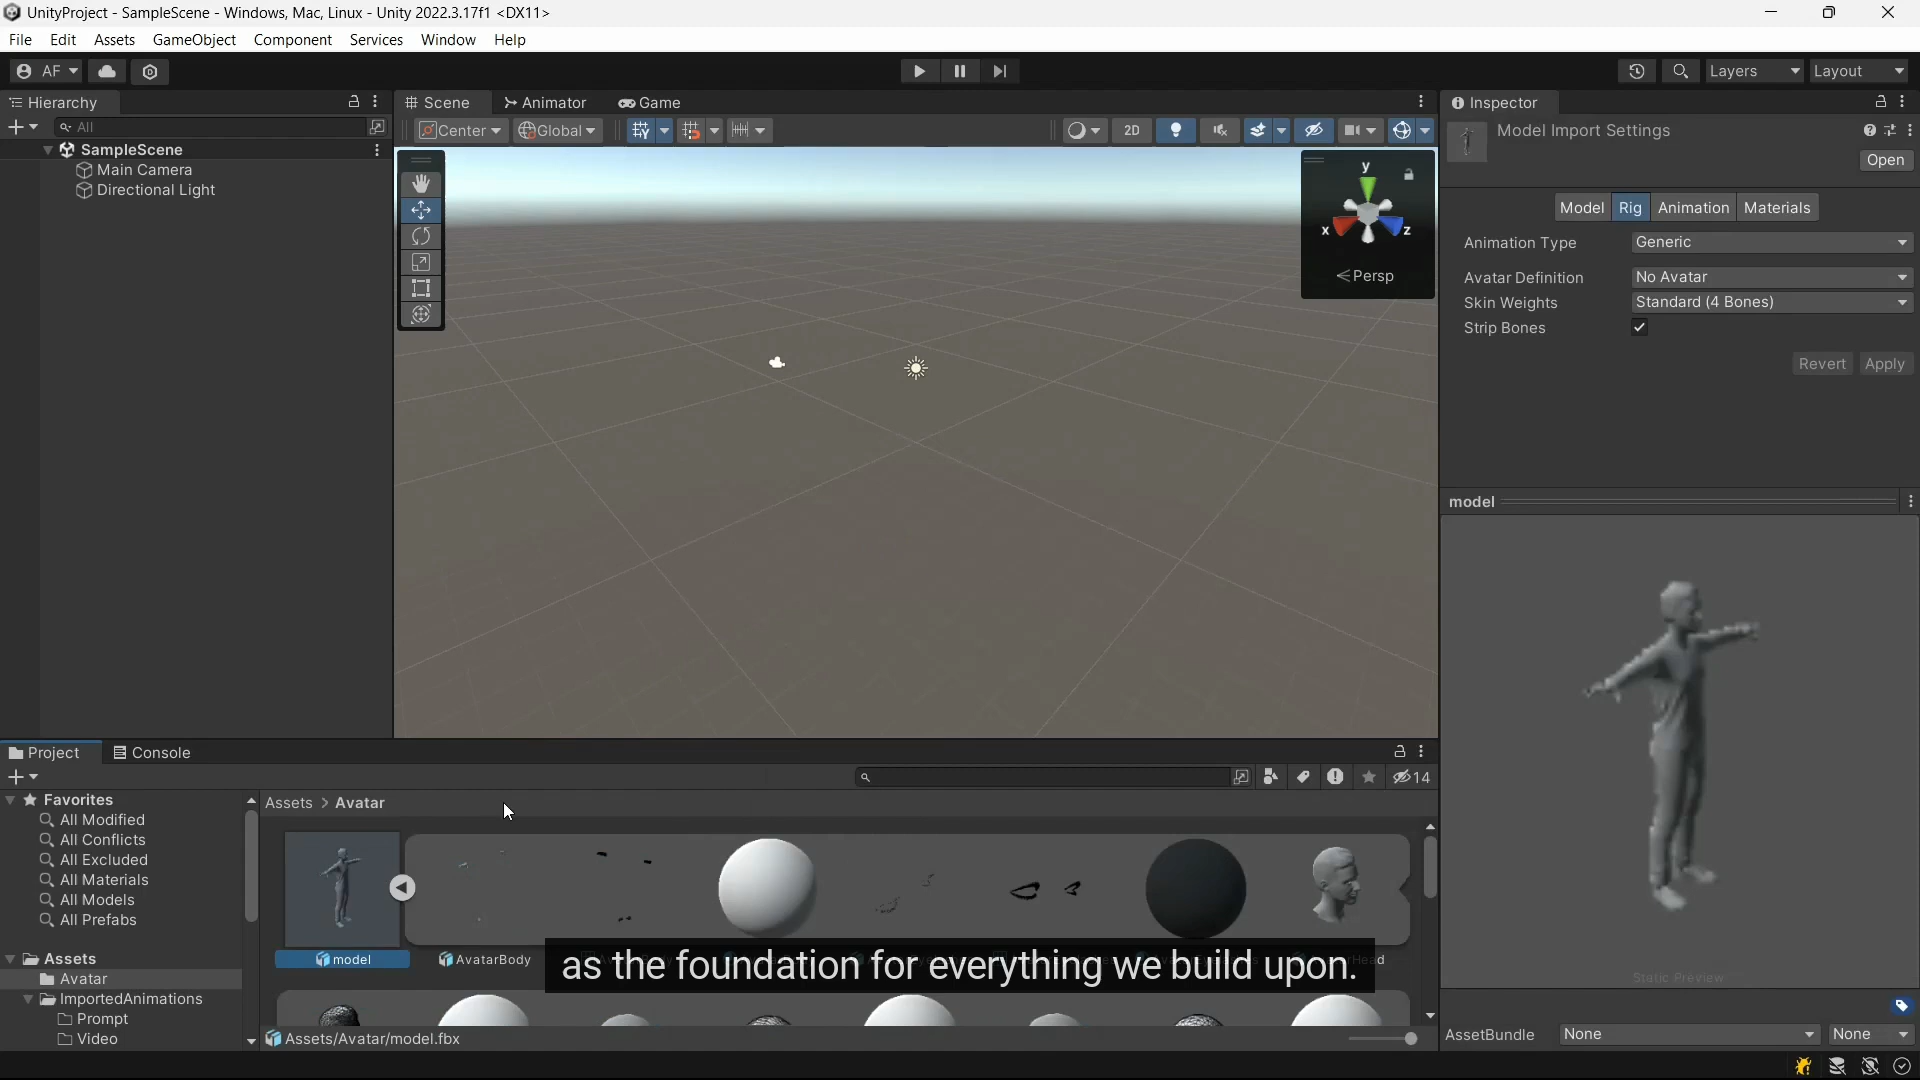 UnityProject - SampleScene - Windows, Mac, Linux - Unity 2022.3.17f1 <DX11>
File Edit Assets GameObject Component Services Window Help
AF
Layers
Layout
Hierarchy
Scene
Animator
Game
Inspector
All
Center
Global
2D
Model Import Settings
Open
SampleScene
Main Camera
Directional Light
y
x
z
Persp
Model
Rig
Animation
Materials
Animation Type
Generic
Avatar Definition
No Avatar
Skin Weights
Standard (4 Bones)
Strip Bones
Revert
Apply
model
Static Preview
AssetBundle
None
None
Project
Console
14
Favorites
All Modified
All Conflicts
All Excluded
All Materials
All Models
All Prefabs
Assets
Avatar
ImportedAnimations
Prompt
Video
Assets > Avatar
model
AvatarBody
as the foundation for everything we build upon.
Assets/Avatar/model.fbx